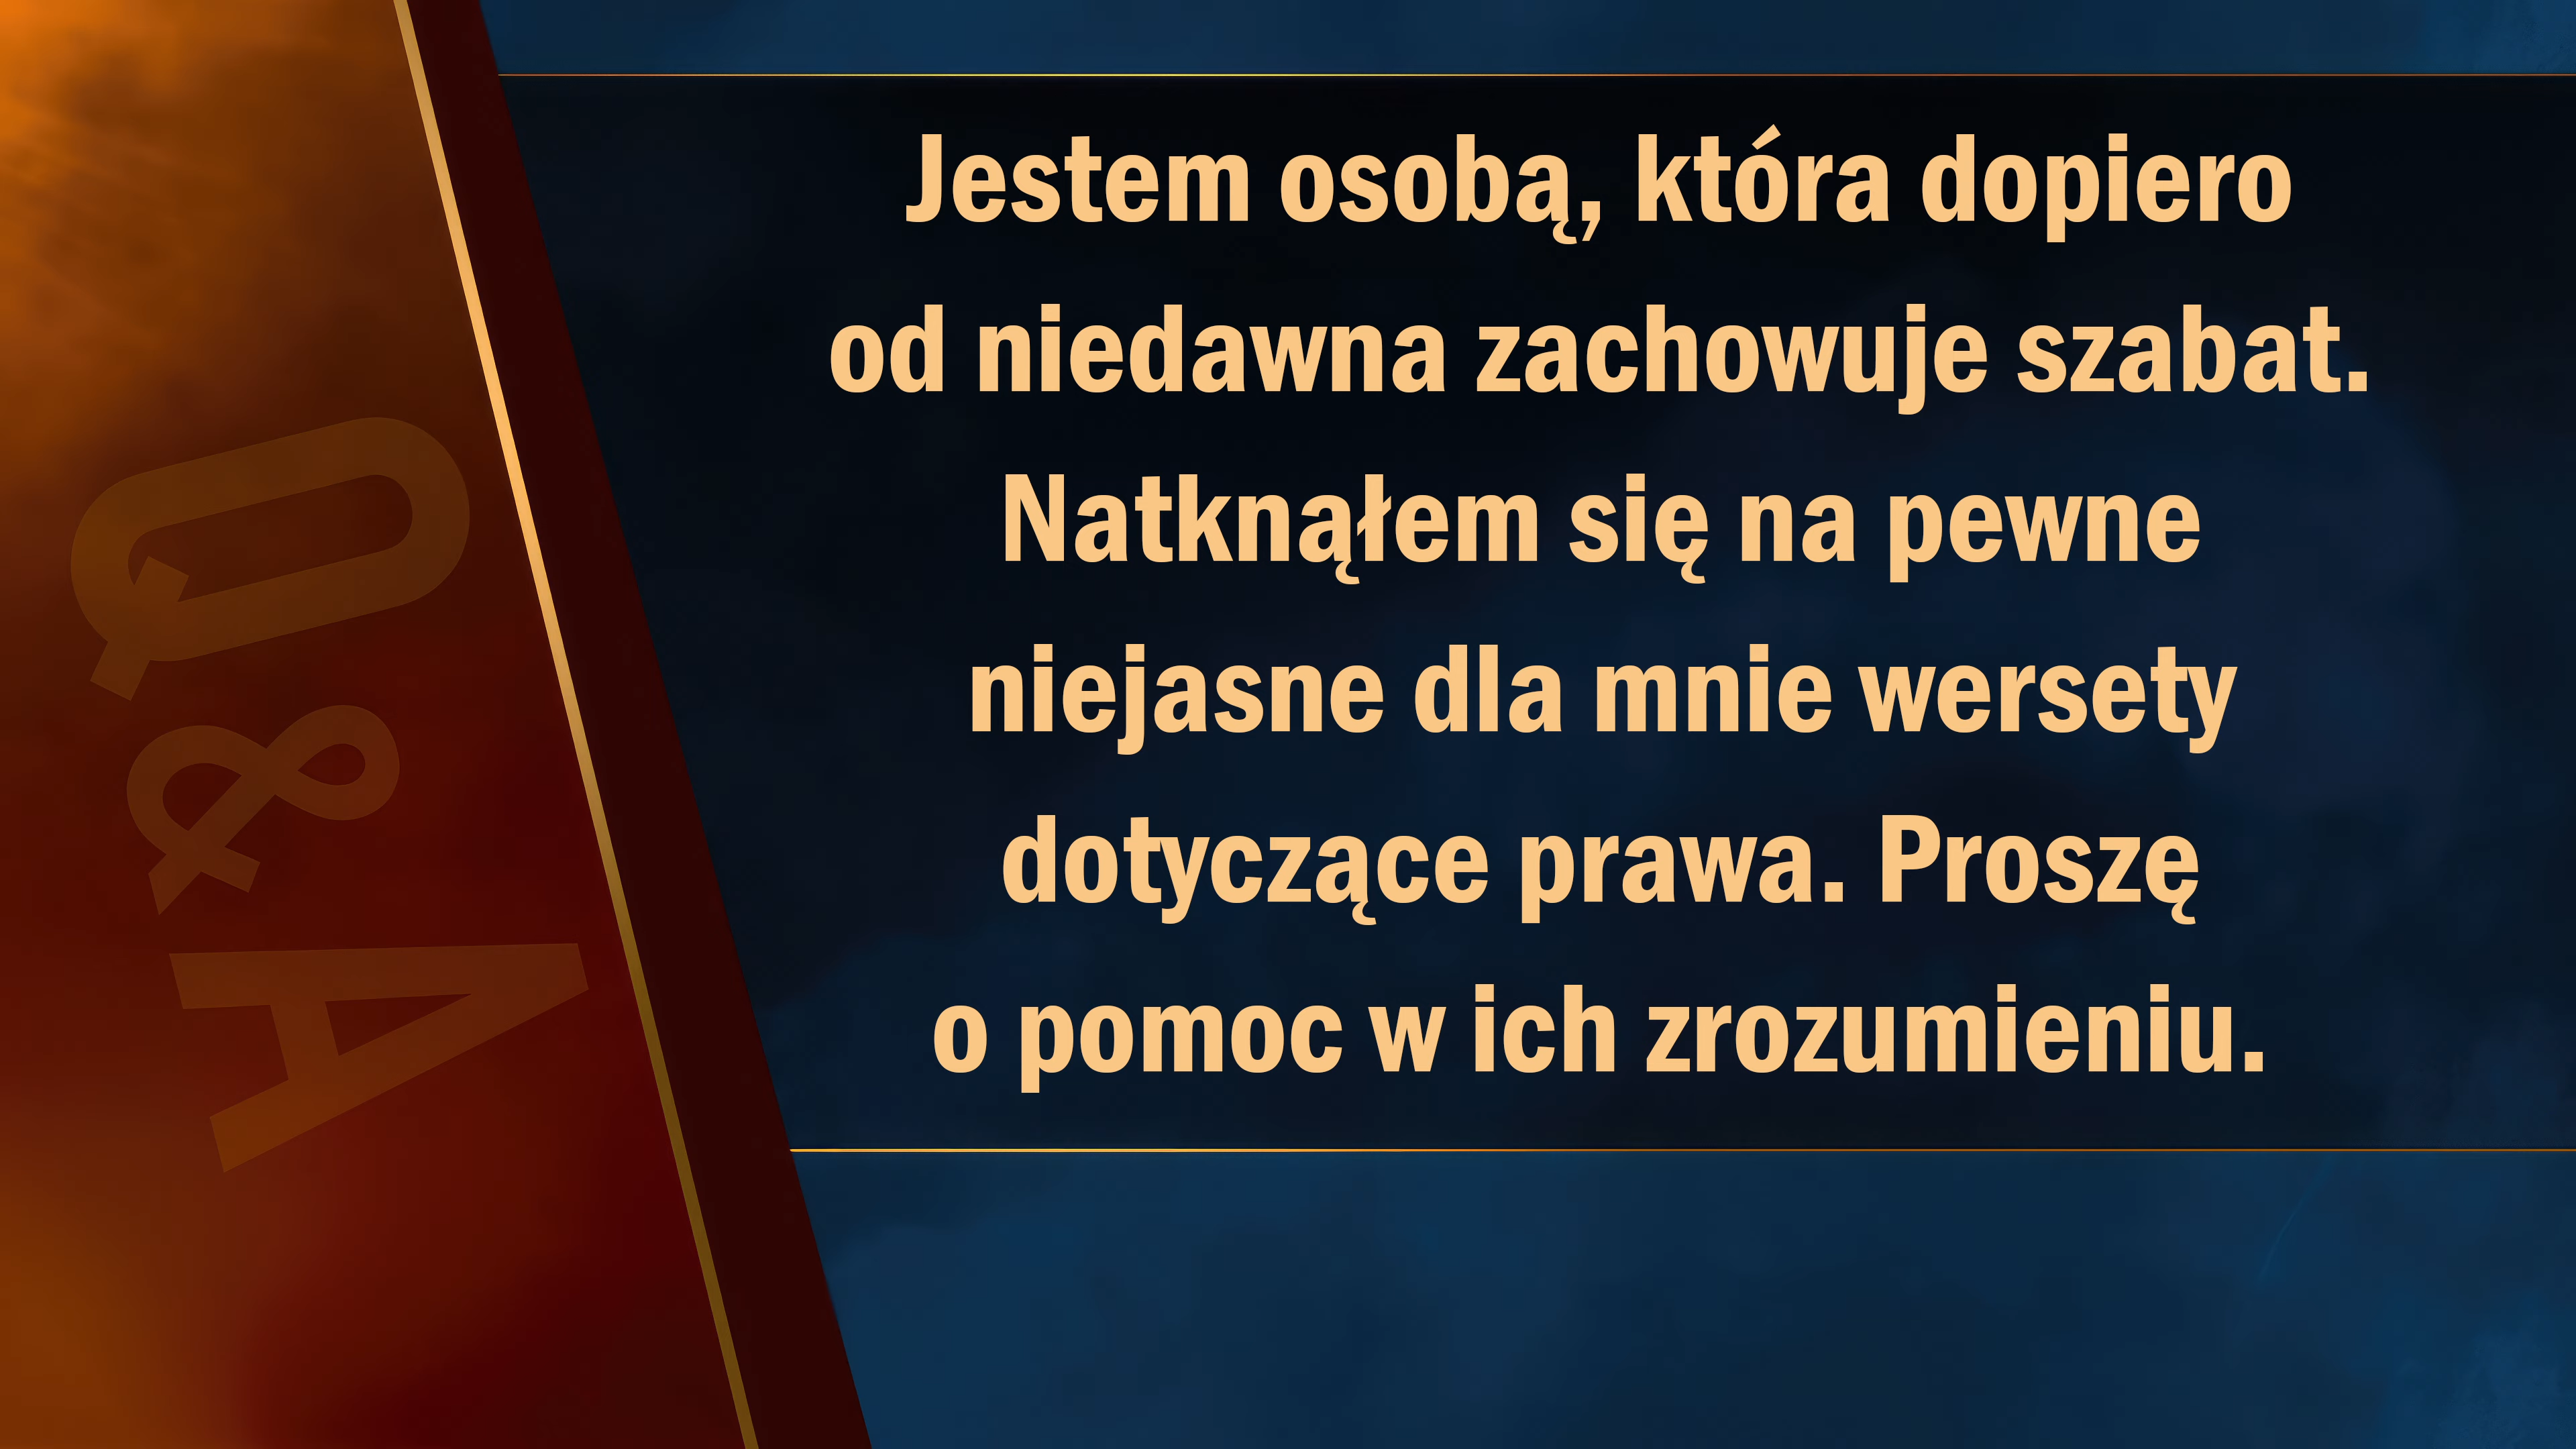 Q & A
Jestem osobą, która dopiero
od niedawna zachowuje szabat.
Natknąłem się na pewne
niejasne dla mnie wersety
dotyczące prawa. Proszę
o pomoc w ich zrozumieniu.